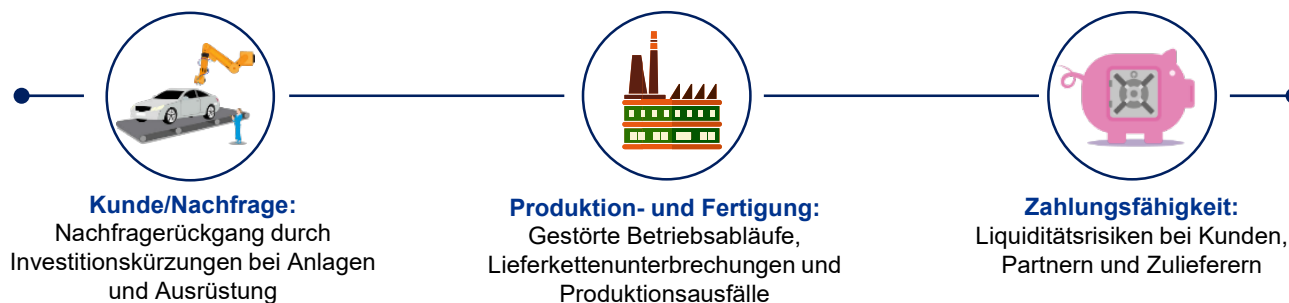 Kunde/Nachfrage:
Nachfragerückgang durch
Investitionskürzungen bei Anlagen
und Ausrüstung
Produktion- und Fertigung:
Gestörte Betriebsabläufe,
Lieferkettenunterbrechungen und
Produktionsausfälle
Zahlungsfähigkeit:
Liquiditätsrisiken bei Kunden,
Partnern und Zulieferern